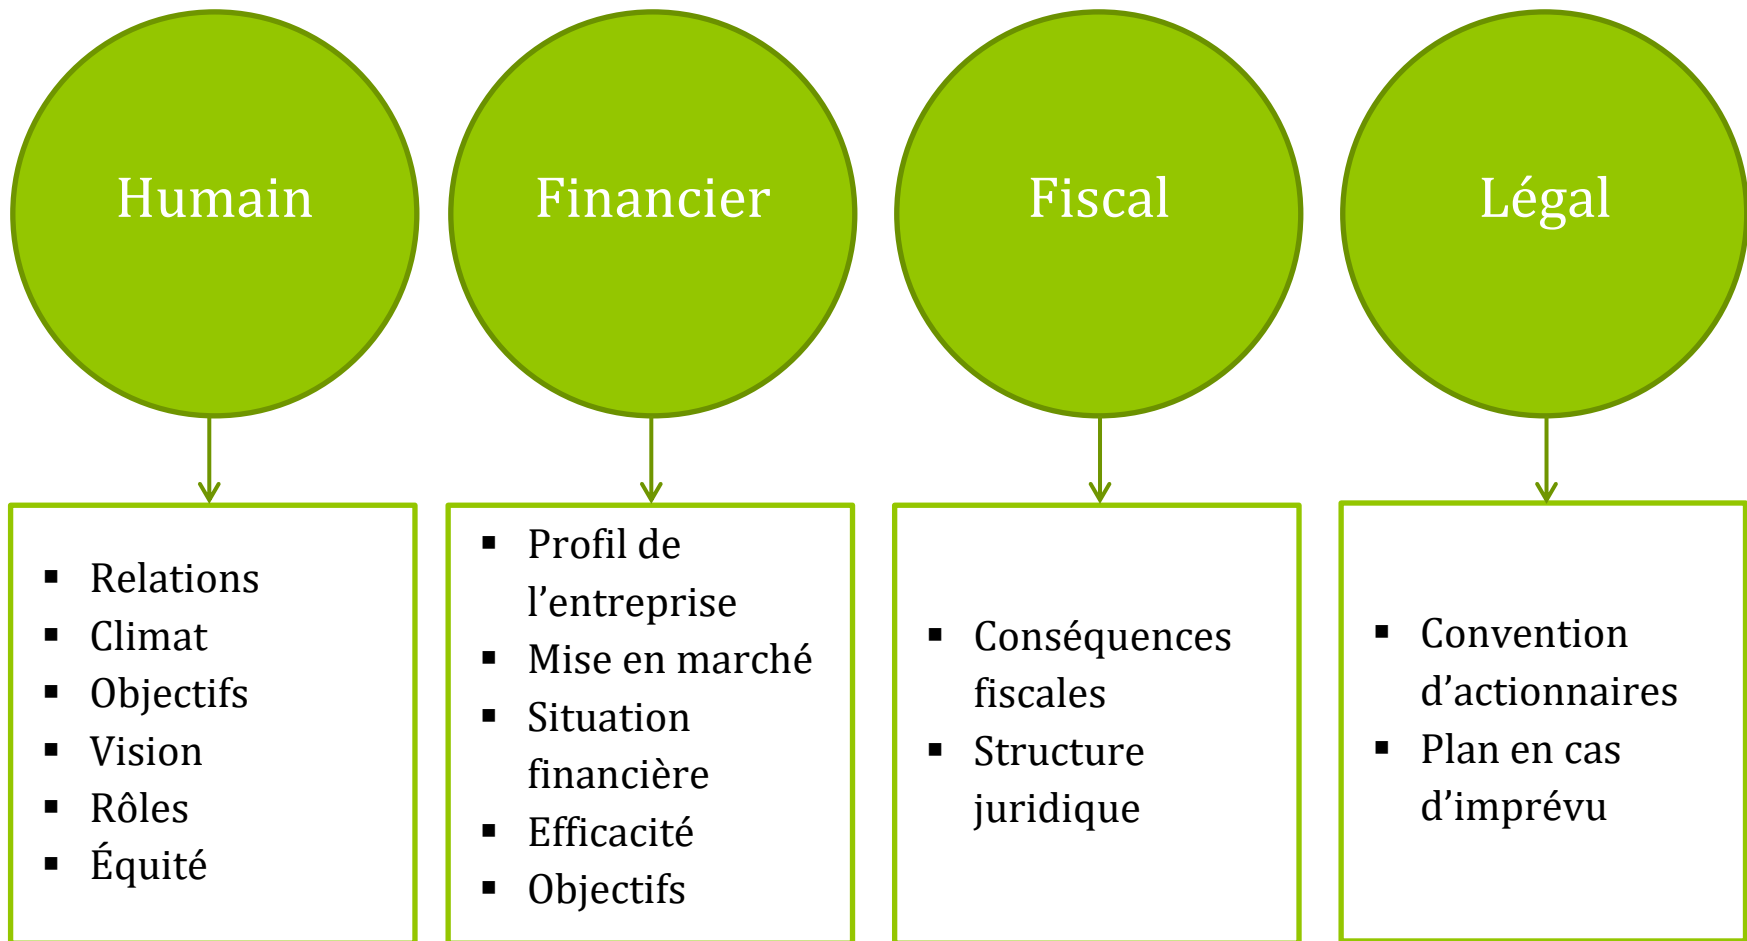 Humain
Financier
Fiscal
Légal
▪ Relations
▪ Climat
▪ Objectifs
▪ Vision
▪ Rôles
▪ Équité
▪ Profil de
l’entreprise
▪ Mise en marché
▪ Situation
financière
▪ Efficacité
▪ Objectifs
▪ Conséquences
fiscales
▪ Structure
juridique
▪ Convention
d’actionnaires
▪ Plan en cas
d’imprévu